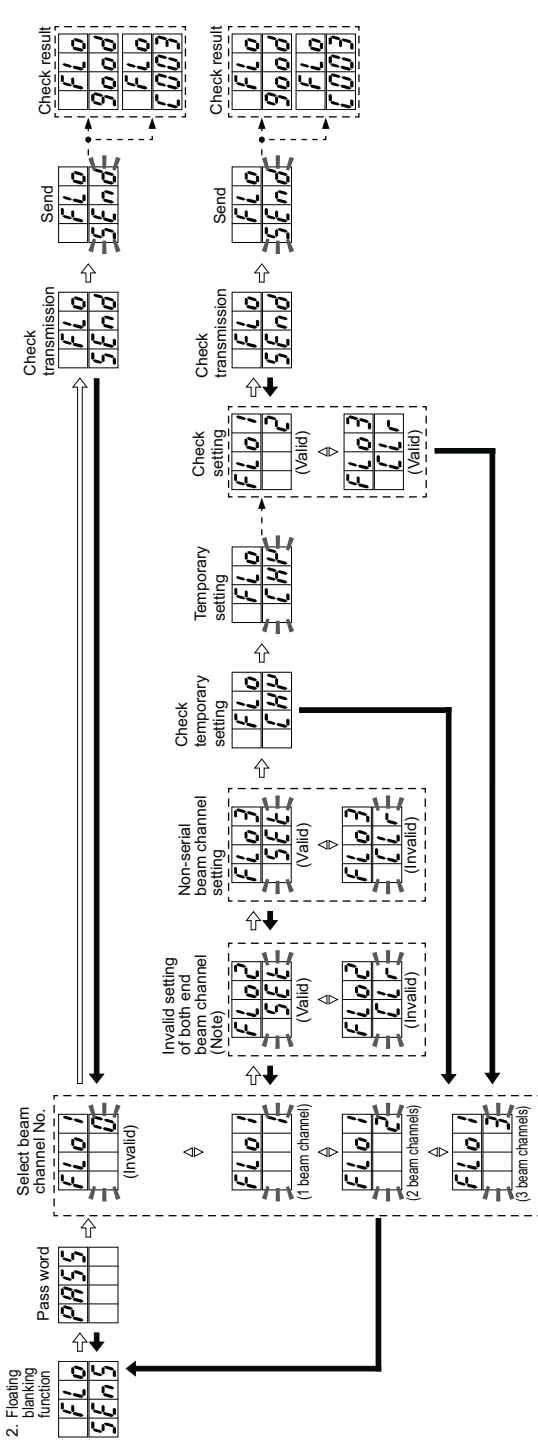 2. Floating
blanking
function
FLo
SEnS
Pass word
PASS
Select beam
channel No.
FLo1
0
(Invalid)
FLo1
1
(1 beam channel)
FLo1
2
(2 beam channels)
FLo1
3
(3 beam channels)
Invalid setting
of both end
beam channel
(Note)
FLo2
SEt
(Valid)
FLo2
CLr
(Invalid)
Non-serial
beam channel
setting
FLo3
SEt
(Valid)
FLo3
CLr
(Invalid)
Check
temporary
setting
FLo
CHK
Temporary
setting
FLo
CHK
Check
setting
FLo1
2
(Valid)
FLo3
CLr
(Valid)
Check
transmission
FLo
SEnd
Send
FLo
SEnd
Check result
FLo
good
FLo
C003
Check
transmission
FLo
SEnd
Send
FLo
SEnd
Check result
FLo
good
FLo
C003